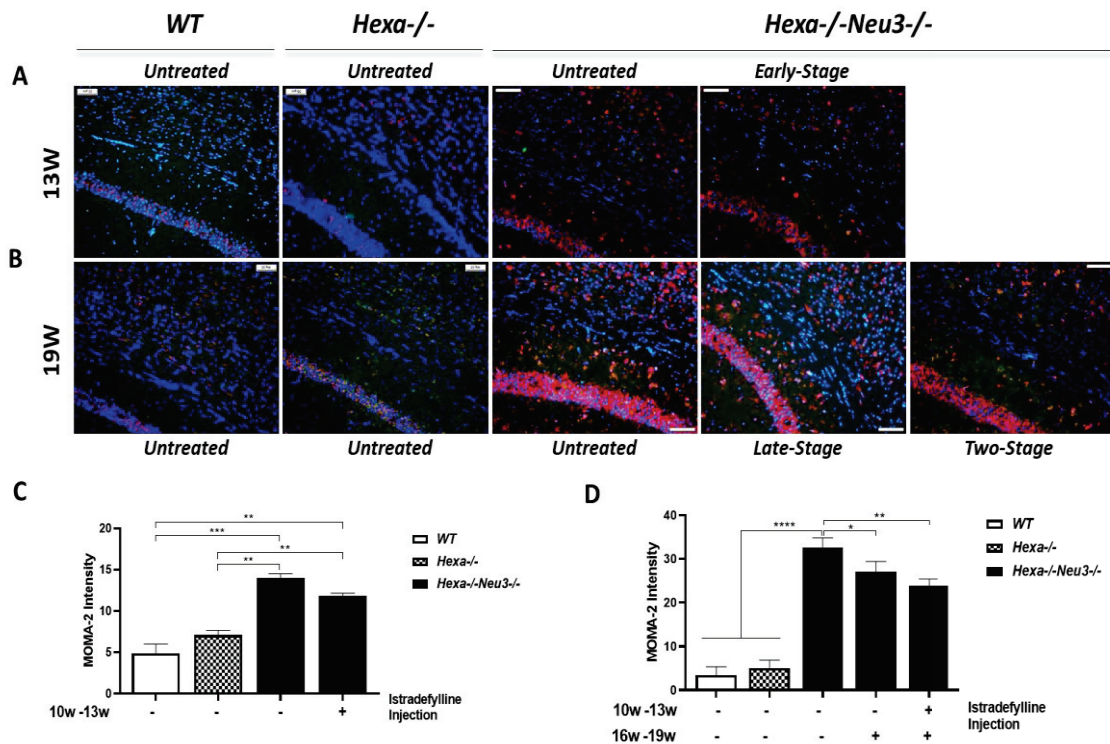 WT Hexa-/- Hexa-/-Neu3-/-
A Untreated Untreated Untreated Early-Stage
13W
B
19W
Untreated Untreated Untreated Late-Stage Two-Stage
C
MOMA-2 Intensity
20
15
10
5
0
**
***
**
**
WT
Hexa-/-
Hexa-/-Neu3-/-
10w -13w - - - + Istradefylline
Injection
D
MOMA-2 Intensity
40
30
20
10
0
**
**** *
WT
Hexa-/-
Hexa-/-Neu3-/-
10w -13w - - - - + Istradefylline
16w -19w - - - + + Injection